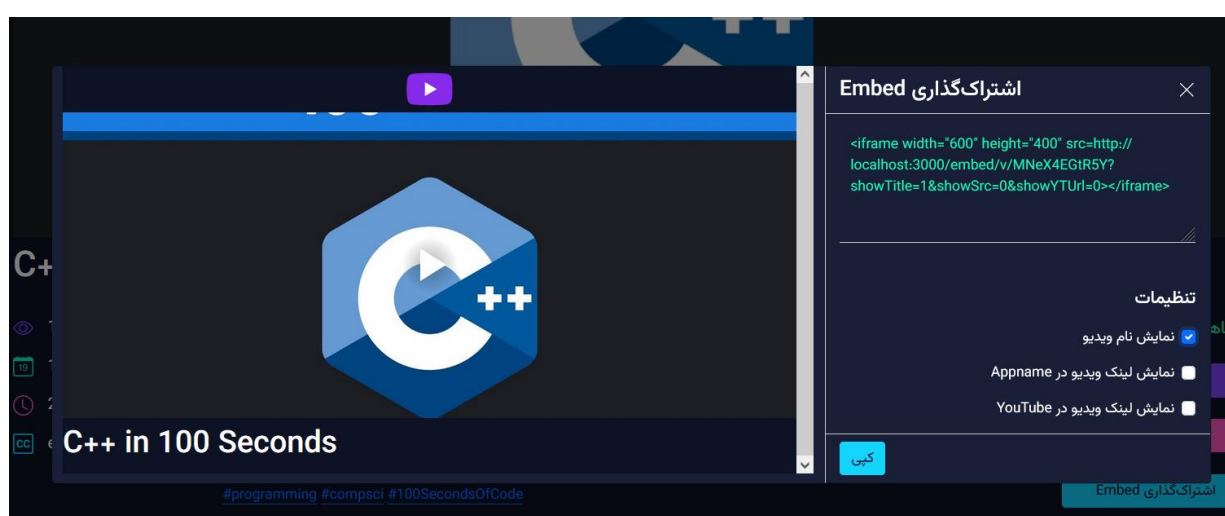 ++
اشتراک‌گذاری Embed
<iframe width="600" height="400" src=http://
localhost:3000/embed/v/MNeX4EGtR5Y?
showTitle=1&showSrc=0&showYTUrl=0></iframe>
C++
C++ in 100 Seconds
تنظیمات
نمایش نام ویدیو
نمایش لینک ویدیو در Appname
نمایش لینک ویدیو در YouTube
کپی
C+
19
CC
#programming #compsci #100SecondsOfCode
اشتراک‌گذاری Embed